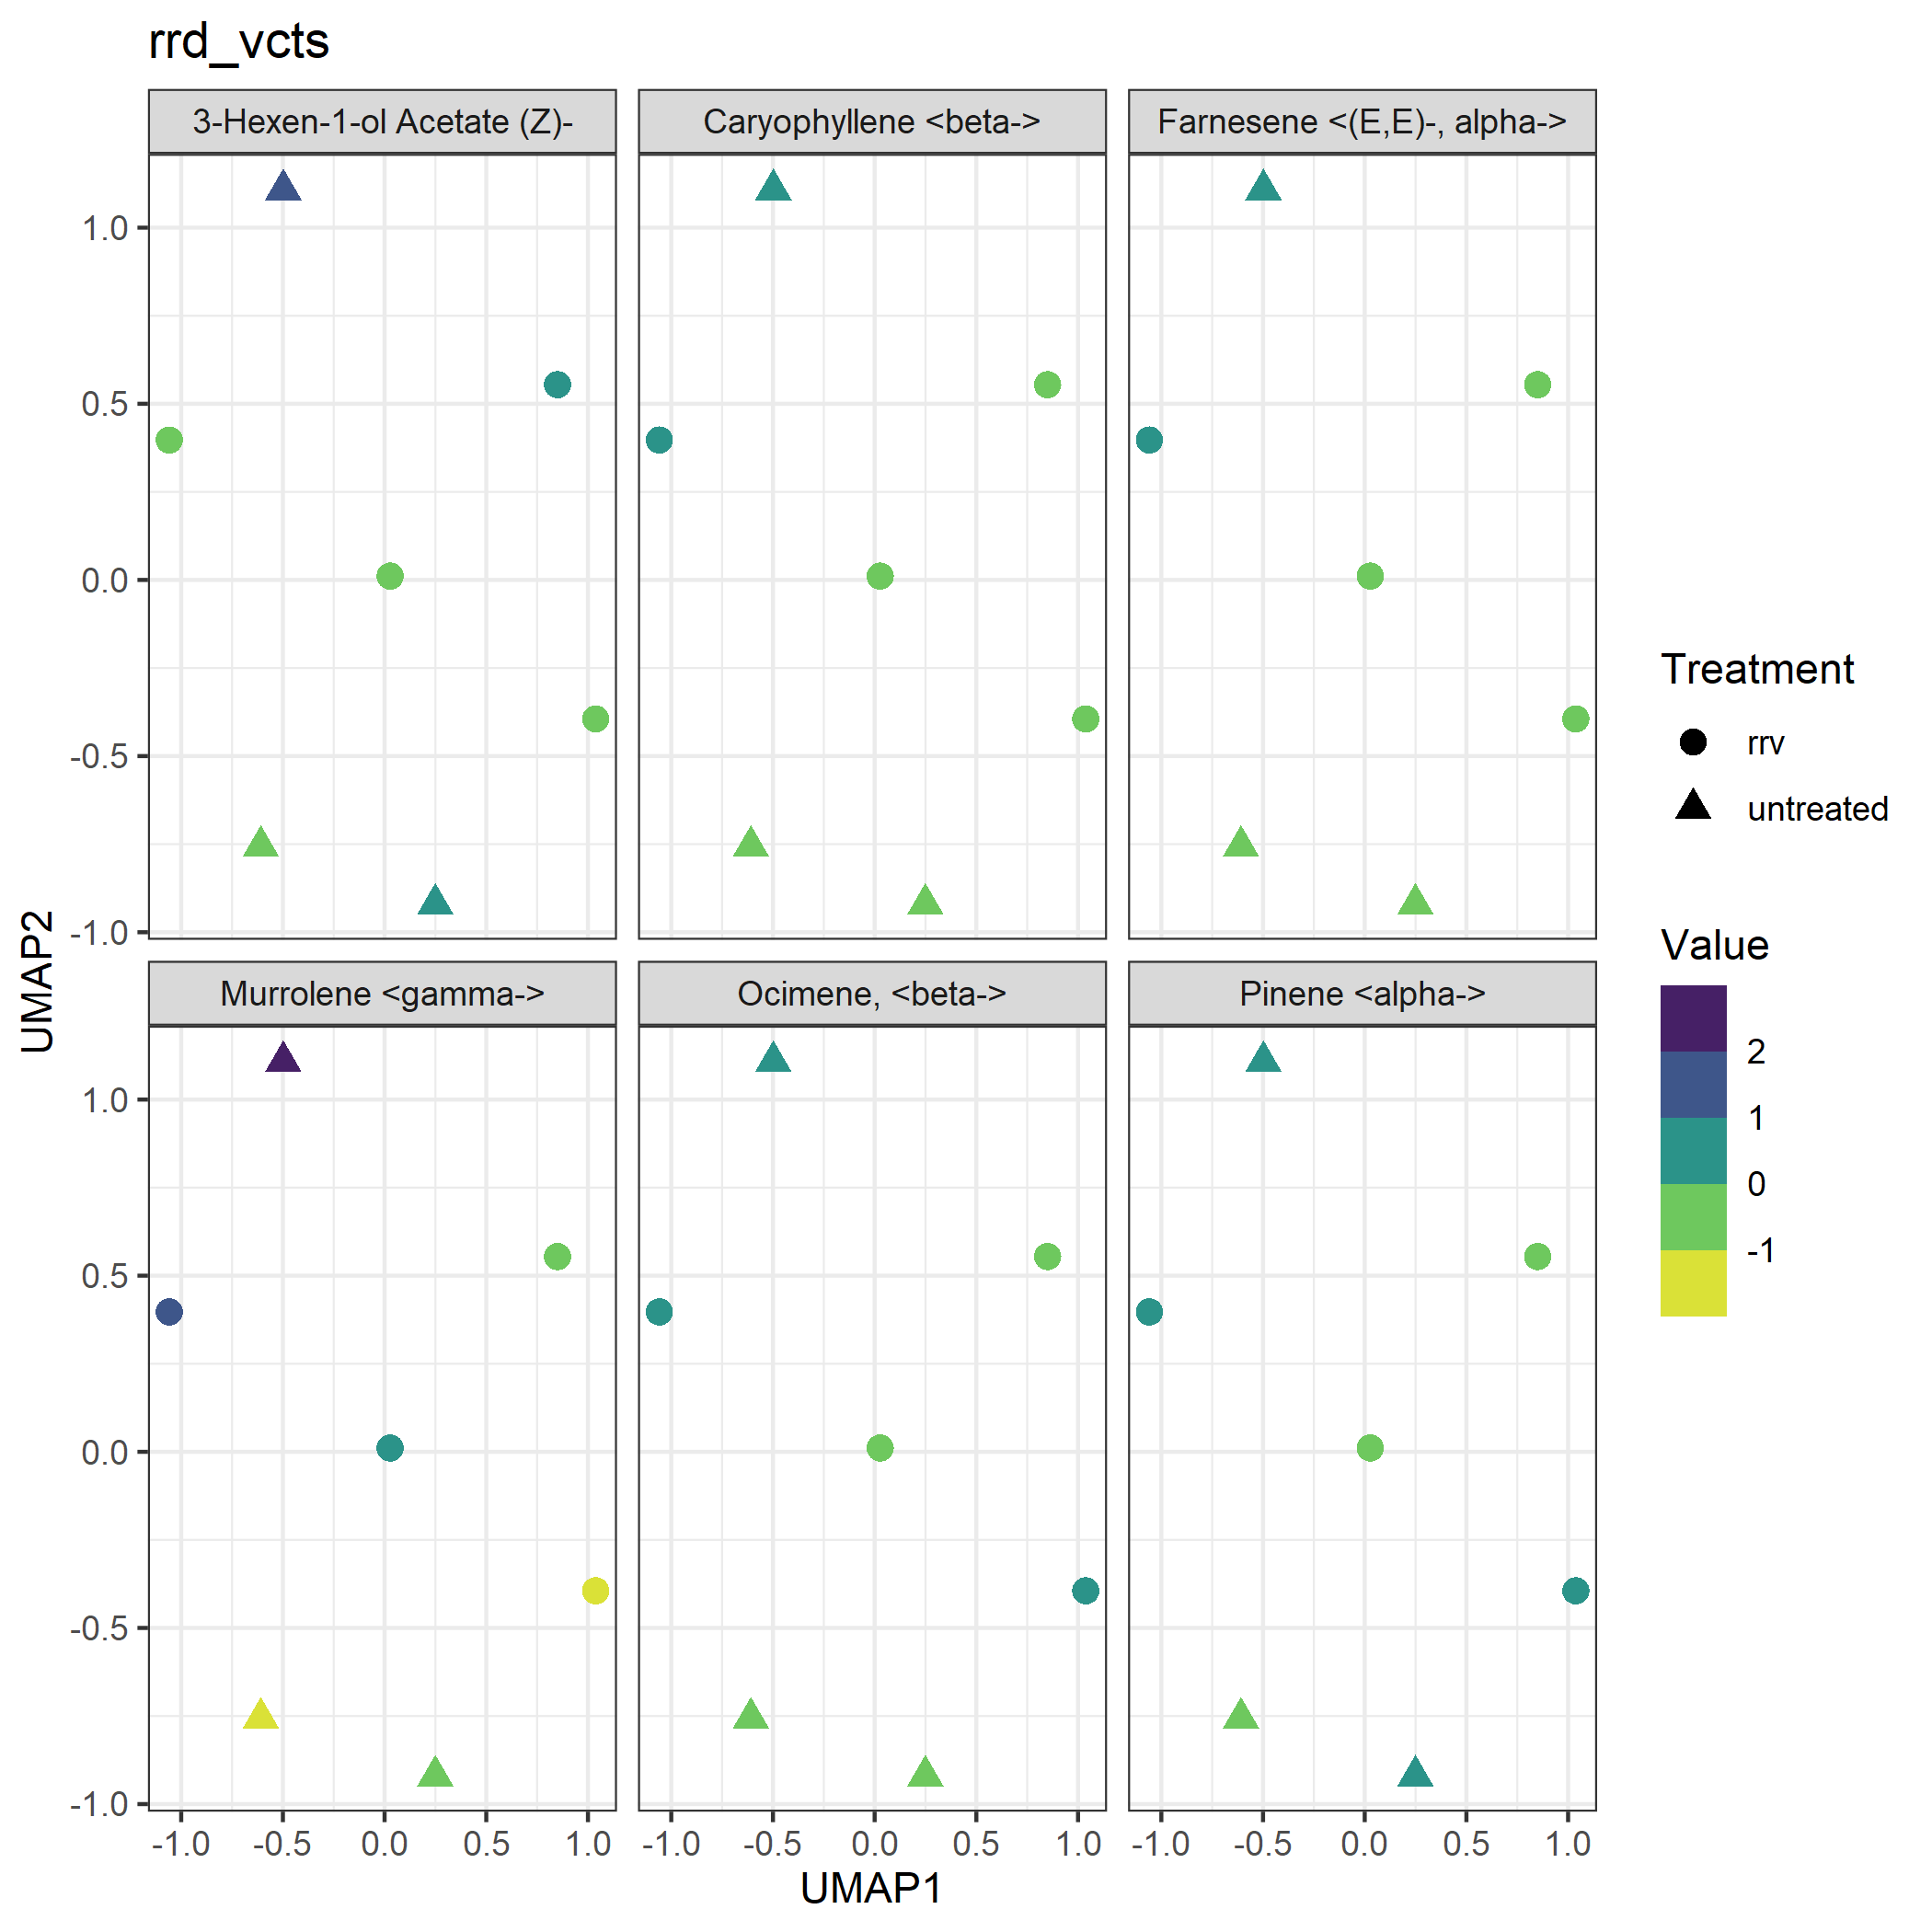 rrd_vcts
3-Hexen-1-ol Acetate (Z)-
Caryophyllene <beta->
Farnesene <(E,E)-, alpha->
1.0
0.5
0.0
-0.5
-1.0
Murrolene <gamma->
Ocimene, <beta->
Pinene <alpha->
1.0
0.5
0.0
-0.5
-1.0
-1.0 -0.5 0.0 0.5 1.0
-1.0 -0.5 0.0 0.5 1.0
-1.0 -0.5 0.0 0.5 1.0
UMAP1
UMAP2
Treatment
rrv
untreated
Value
2
1
0
-1